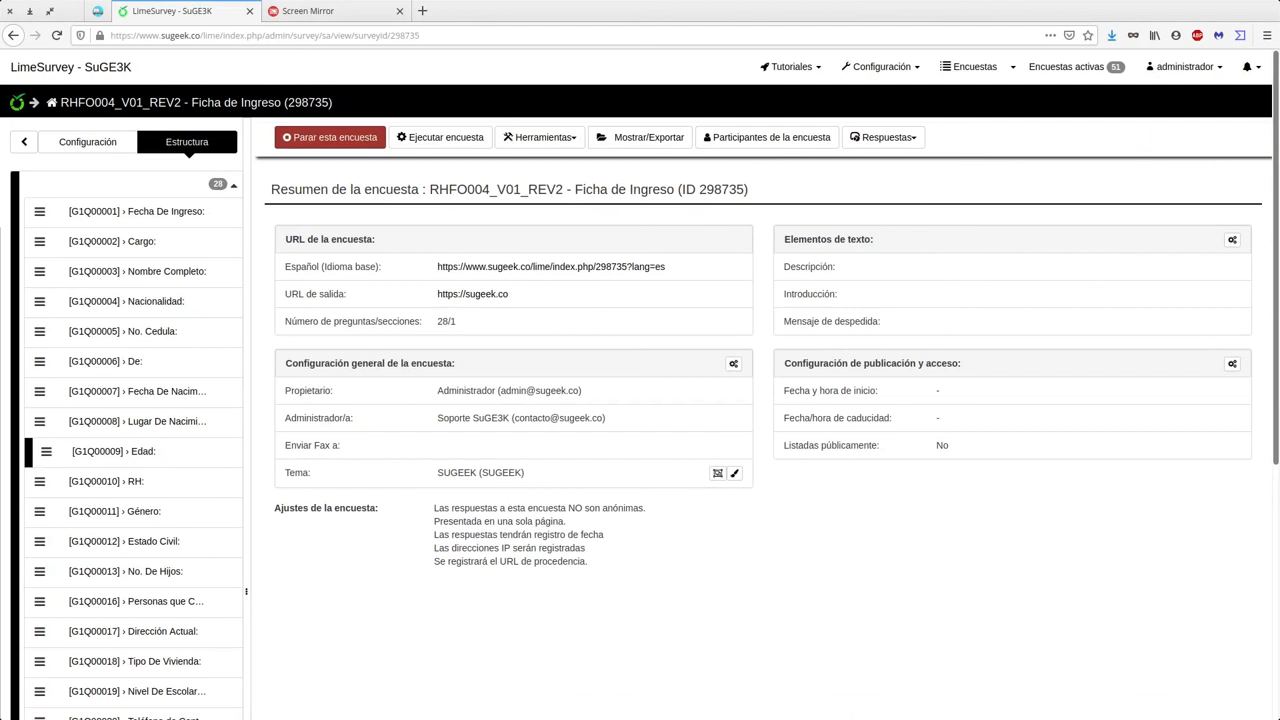 LimeSurvey - SuGE3K
Screen Mirror
https://www.sugeek.co/lime/index.php/admin/survey/sa/view/surveyid/298735
LimeSurvey - SuGE3K
Tutoriales
Configuración
Encuestas
Encuestas activas 51
administrador
RHFO004_V01_REV2 - Ficha de Ingreso (298735)
Configuración
Estructura
Parar esta encuesta
Ejecutar encuesta
Herramientas
Mostrar/Exportar
Participantes de la encuesta
Respuestas
28
[G1Q00001] › Fecha De Ingreso:
[G1Q00002] › Cargo:
[G1Q00003] › Nombre Completo:
[G1Q00004] › Nacionalidad:
[G1Q00005] › No. Cedula:
[G1Q00006] › De:
[G1Q00007] › Fecha De Nacim...
[G1Q00008] › Lugar De Nacimi...
[G1Q00009] › Edad:
[G1Q00010] › RH:
[G1Q00011] › Género:
[G1Q00012] › Estado Civil:
[G1Q00013] › No. De Hijos:
[G1Q00016] › Personas que C...
[G1Q00017] › Dirección Actual:
[G1Q00018] › Tipo De Vivienda:
[G1Q00019] › Nivel De Escolar...
Resumen de la encuesta : RHFO004_V01_REV2 - Ficha de Ingreso (ID 298735)
URL de la encuesta:
Español (Idioma base): https://www.sugeek.co/lime/index.php/298735?lang=es
URL de salida: https://sugeek.co
Número de preguntas/secciones: 28/1
Elementos de texto:
Descripción:
Introducción:
Mensaje de despedida:
Configuración general de la encuesta:
Propietario: Administrador (admin@sugeek.co)
Administrador/a: Soporte SuGE3K (contacto@sugeek.co)
Enviar Fax a:
Tema: SUGEEK (SUGEEK)
Configuración de publicación y acceso:
Fecha y hora de inicio: -
Fecha/hora de caducidad: -
Listadas públicamente: No
Ajustes de la encuesta: Las respuestas a esta encuesta NO son anónimas.
Presentada en una sola página.
Las respuestas tendrán registro de fecha
Las direcciones IP serán registradas
Se registrará el URL de procedencia.